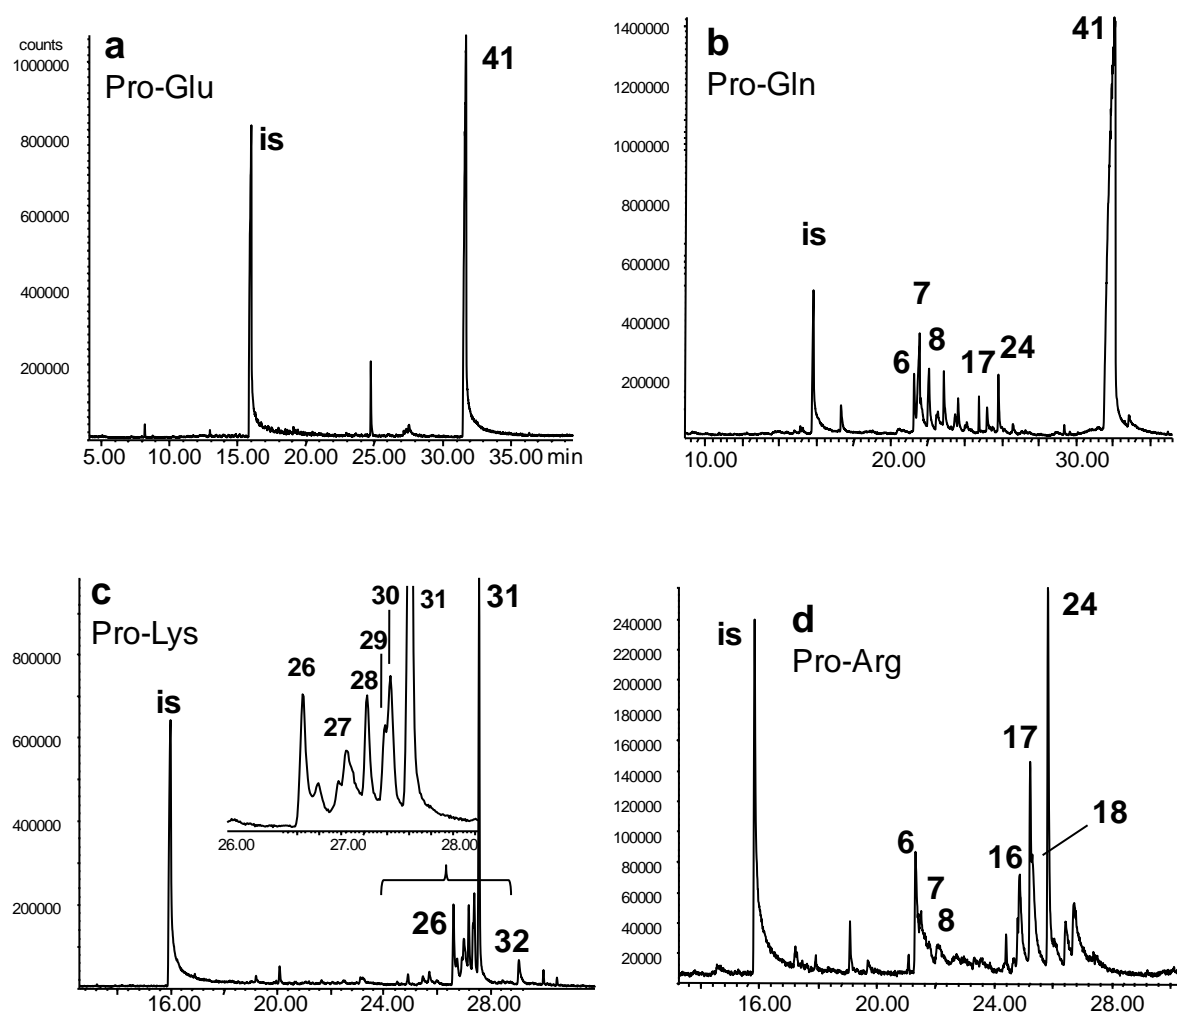 counts
a
Pro-Glu
1000000
800000
600000
400000
200000
is
41
5.00 10.00 15.00 20.00 25.00 30.00 35.00 min
b
Pro-Gln
1400000
1200000
1000000
800000
600000
400000
200000
41
is
7
8
6
17
24
10.00 20.00 30.00
c
Pro-Lys
800000
600000
400000
200000
is
30
31
31
29
26
28
27
26.00 27.00 28.00
26
32
16.00 20.00 24.00 28.00
d
Pro-Arg
240000
220000
200000
180000
160000
140000
120000
100000
80000
60000
40000
20000
is
24
17
18
6
16
7
8
16.00 20.00 24.00 28.00